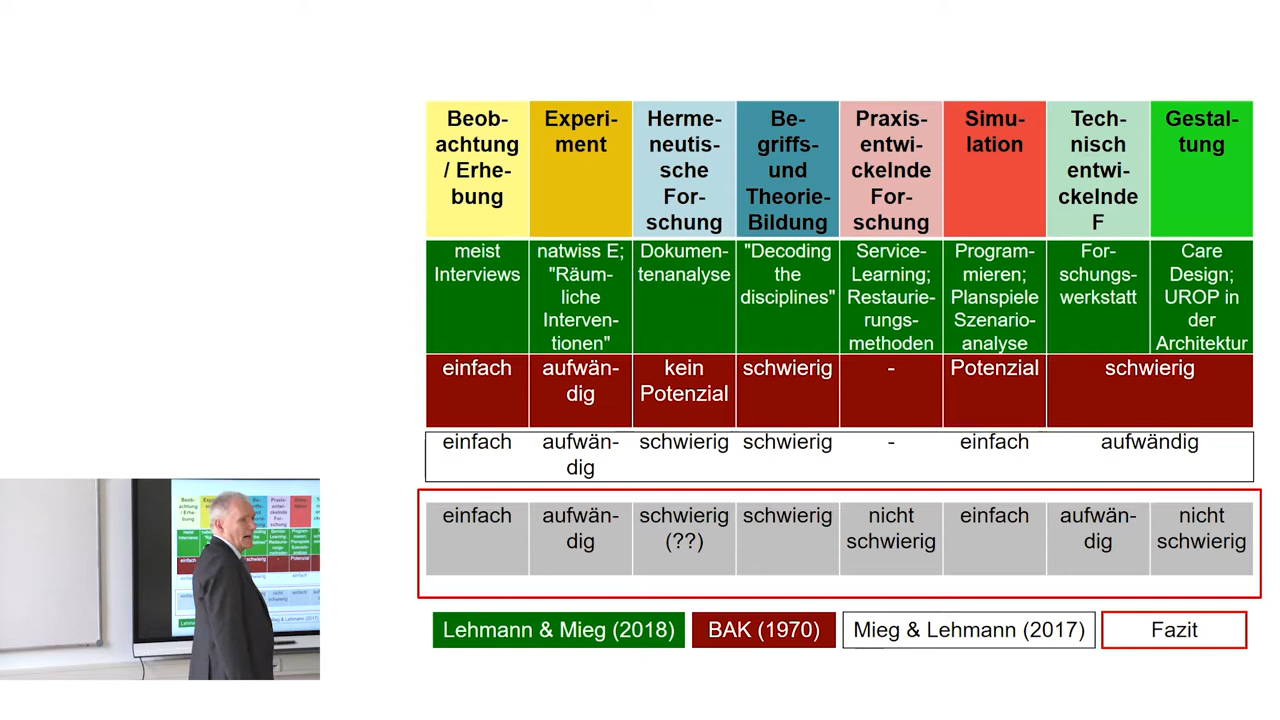 Beob-
achtung
/ Erhe-
bung
Experi-
ment
Herme-
neutis-
sche
For-
schung
Be-
griffs-
und
Theorie-
Bildung
Praxis-
entwi-
ckelnde
For-
schung
Simu-
lation
Tech-
nisch
entwi-
ckelnde
F
Gestal-
tung
meist
Interviews
natwiss E;
"Räum-
liche
Interven-
tionen"
Dokumen-
tenanalyse
"Decoding
the
disciplines"
Service-
Learning;
Restaurie-
rungs-
methoden
Program-
mieren;
Planspiele
Szenario-
analyse
For-
schungs-
werkstatt
Care
Design;
UROP in
der
Architektur
einfach
aufwän-
dig
kein
Potenzial
schwierig
-
Potenzial
schwierig
einfach
aufwän-
dig
schwierig
schwierig
-
einfach
aufwändig
einfach
aufwän-
dig
schwierig
(??)
schwierig
nicht
schwierig
einfach
aufwän-
dig
nicht
schwierig
Lehmann & Mieg (2018)
BAK (1970)
Mieg & Lehmann (2017)
Fazit